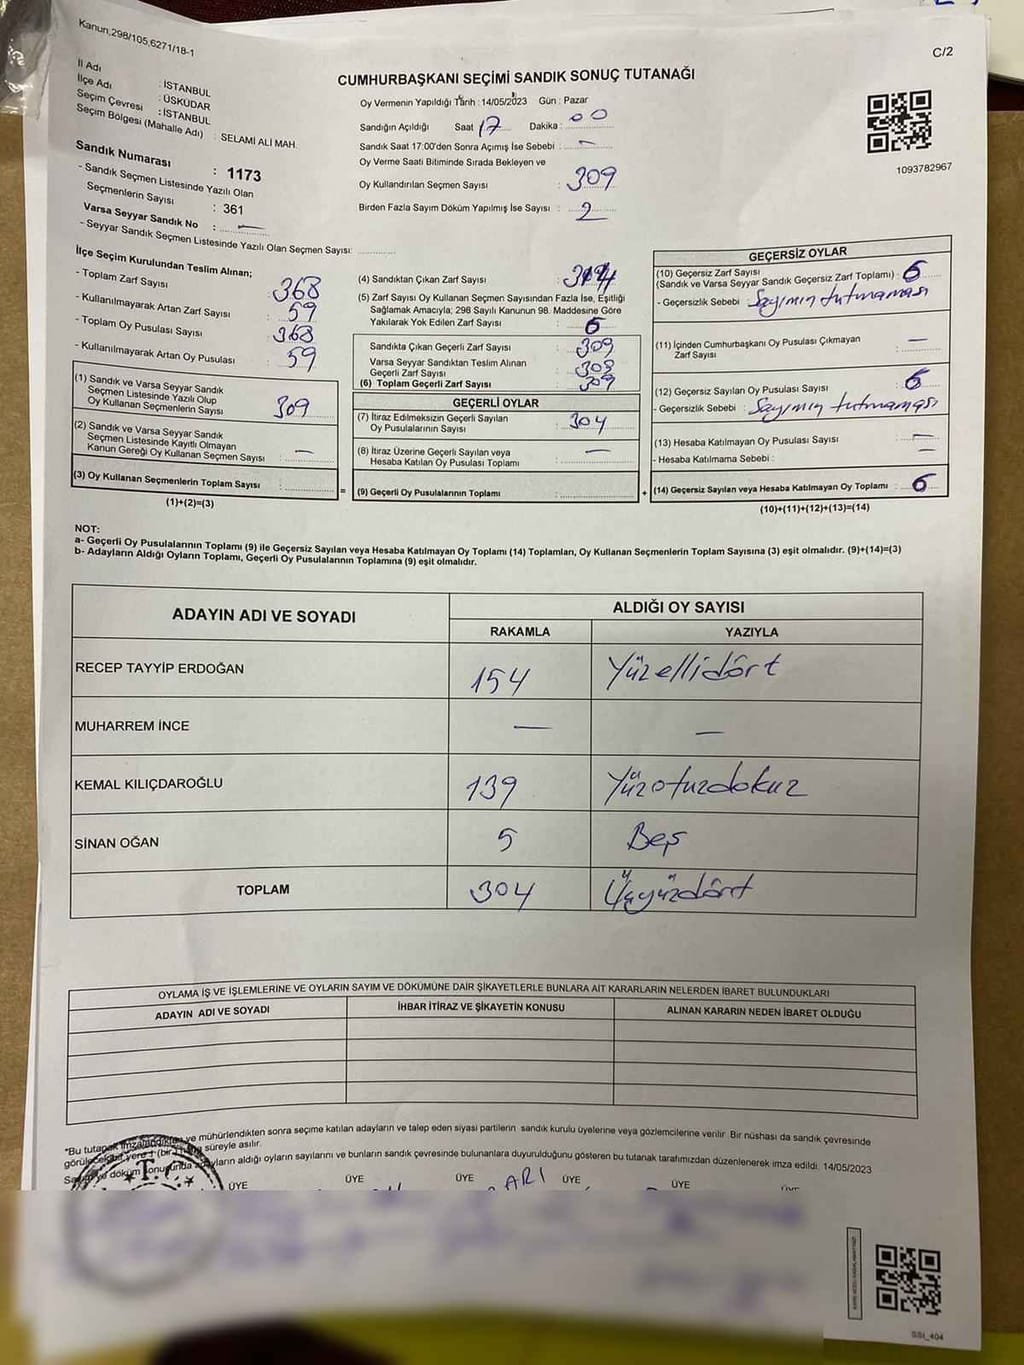 Kanun,298/105,6271/18-1
C/2
İl Adı : İSTANBUL
İlçe Adı : ÜSKÜDAR
Seçim Çevresi : İSTANBUL
Seçim Bölgesi (Mahalle Adı) : SELAMİ ALİ MAH.
Sandık Numarası : 1173
- Sandık Seçmen Listesinde Yazılı Olan
Seçmenlerin Sayısı : 361
Varsa Seyyar Sandık No : —
- Seyyar Sandık Seçmen Listesinde Yazılı Olan Seçmen Sayısı:
CUMHURBAŞKANI SEÇİMİ SANDIK SONUÇ TUTANAĞI
Oy Vermenin Yapıldığı Tarih : 14/05/2023 Gün : Pazar
Sandığın Açıldığı Saat 17 Dakika : 00
Sandık Saat 17:00'den Sonra Açımış İse Sebebi : —
Oy Verme Saati Bitiminde Sırada Bekleyen ve
Oy Kullandırılan Seçmen Sayısı : 309
Birden Fazla Sayım Döküm Yapılmış İse Sayısı : 2
1093782967
İlçe Seçim Kurulundan Teslim Alınan;
- Toplam Zarf Sayısı : 368
- Kullanılmayarak Artan Zarf Sayısı : 59
- Toplam Oy Pusulası Sayısı : 368
- Kullanılmayarak Artan Oy Pusulası : 59
(1) Sandık ve Varsa Seyyar Sandık
Seçmen Listesinde Yazılı Olup
Oy Kullanan Seçmenlerin Sayısı : 309
(2) Sandık ve Varsa Seyyar Sandık
Seçmen Listesinde Kayıtlı Olmayan
Kanun Gereği Oy Kullanan Seçmen Sayısı : —
(3) Oy Kullanan Seçmenlerin Toplam Sayısı :
(1)+(2)=(3)
(4) Sandıktan Çıkan Zarf Sayısı :
(5) Zarf Sayısı Oy Kullanan Seçmen Sayısından Fazla İse, Eşitliği
Sağlamak Amacıyla; 298 Sayılı Kanunun 98. Maddesine Göre
Yakılarak Yok Edilen Zarf Sayısı : 6
Sandıkta Çıkan Geçerli Zarf Sayısı : 309
Varsa Seyyar Sandıktan Teslim Alınan
Geçerli Zarf Sayısı :
(6) Toplam Geçerli Zarf Sayısı : 309
GEÇERLİ OYLAR
(7) İtiraz Edilmeksizin Geçerli Sayılan
Oy Pusulalarının Sayısı : 304
(8) İtiraz Üzerine Geçerli Sayılan veya
Hesaba Katılan Oy Pusulası Toplamı : —
= (9) Geçerli Oy Pusulalarının Toplamı :
GEÇERSİZ OYLAR
(10) Geçersiz Zarf Sayısı
(Sandık ve Varsa Seyyar Sandık Geçersiz Zarf Toplamı) : 6
- Geçersizlik Sebebi : Sayımın tutmaması
(11) İçinden Cumhurbaşkanı Oy Pusulası Çıkmayan
Zarf Sayısı : —
(12) Geçersiz Sayılan Oy Pusulası Sayısı : 6
- Geçersizlik Sebebi : Sayımın tutmaması
(13) Hesaba Katılmayan Oy Pusulası Sayısı : —
- Hesaba Katılmama Sebebi : —
+ (14) Geçersiz Sayılan veya Hesaba Katılmayan Oy Toplamı : 6
(10)+(11)+(12)+(13)=(14)
NOT:
a- Geçerli Oy Pusulalarının Toplamı (9) ile Geçersiz Sayılan veya Hesaba Katılmayan Oy Toplamı (14) Toplamları, Oy Kullanan Seçmenlerin Toplam Sayısına (3) eşit olmalıdır. (9)+(14)=(3)
b- Adayların Aldığı Oyların Toplamı, Geçerli Oy Pusulalarının Toplamına (9) eşit olmalıdır.
ADAYIN ADI VE SOYADI
ALDIĞI OY SAYISI
RAKAMLA YAZIYLA
RECEP TAYYİP ERDOĞAN 154 Yüzellidört
MUHARREM İNCE — —
KEMAL KILIÇDAROĞLU 139 Yüzotuzdokuz
SİNAN OĞAN 5 Beş
TOPLAM 304 Üçyüzdört
OYLAMA İŞ VE İŞLEMLERİNE VE OYLARIN SAYIM VE DÖKÜMÜNE DAİR ŞİKAYETLERLE BUNLARA AİT KARARLARIN NELERDEN İBARET BULUNDUKLARI
ADAYIN ADI VE SOYADI İHBAR İTİRAZ VE ŞİKAYETİN KONUSU ALINAN KARARIN NEDEN İBARET OLDUĞU
*Bu tutanak imzalandıktan ve mühürlendikten sonra seçime katılan adayların ve talep eden siyasi partilerin sandık kurulu üyelerine veya gözlemcilerine verilir. Bir nüshası da sandık çevresinde
görülecek bir yere 1 (bir) hafta süreyle asılır.
Sayım ve döküm sonunda adayların aldığı oyların sayılarını ve bunların sandık çevresinde bulunanlara duyurulduğunu gösteren bu tutanak tarafımızdan düzenlenerek imza edildi. 14/05/2023
T.C.
ÜYE ÜYE ÜYE ÜYE ÜYE ÜYE
ARI
SSI_404